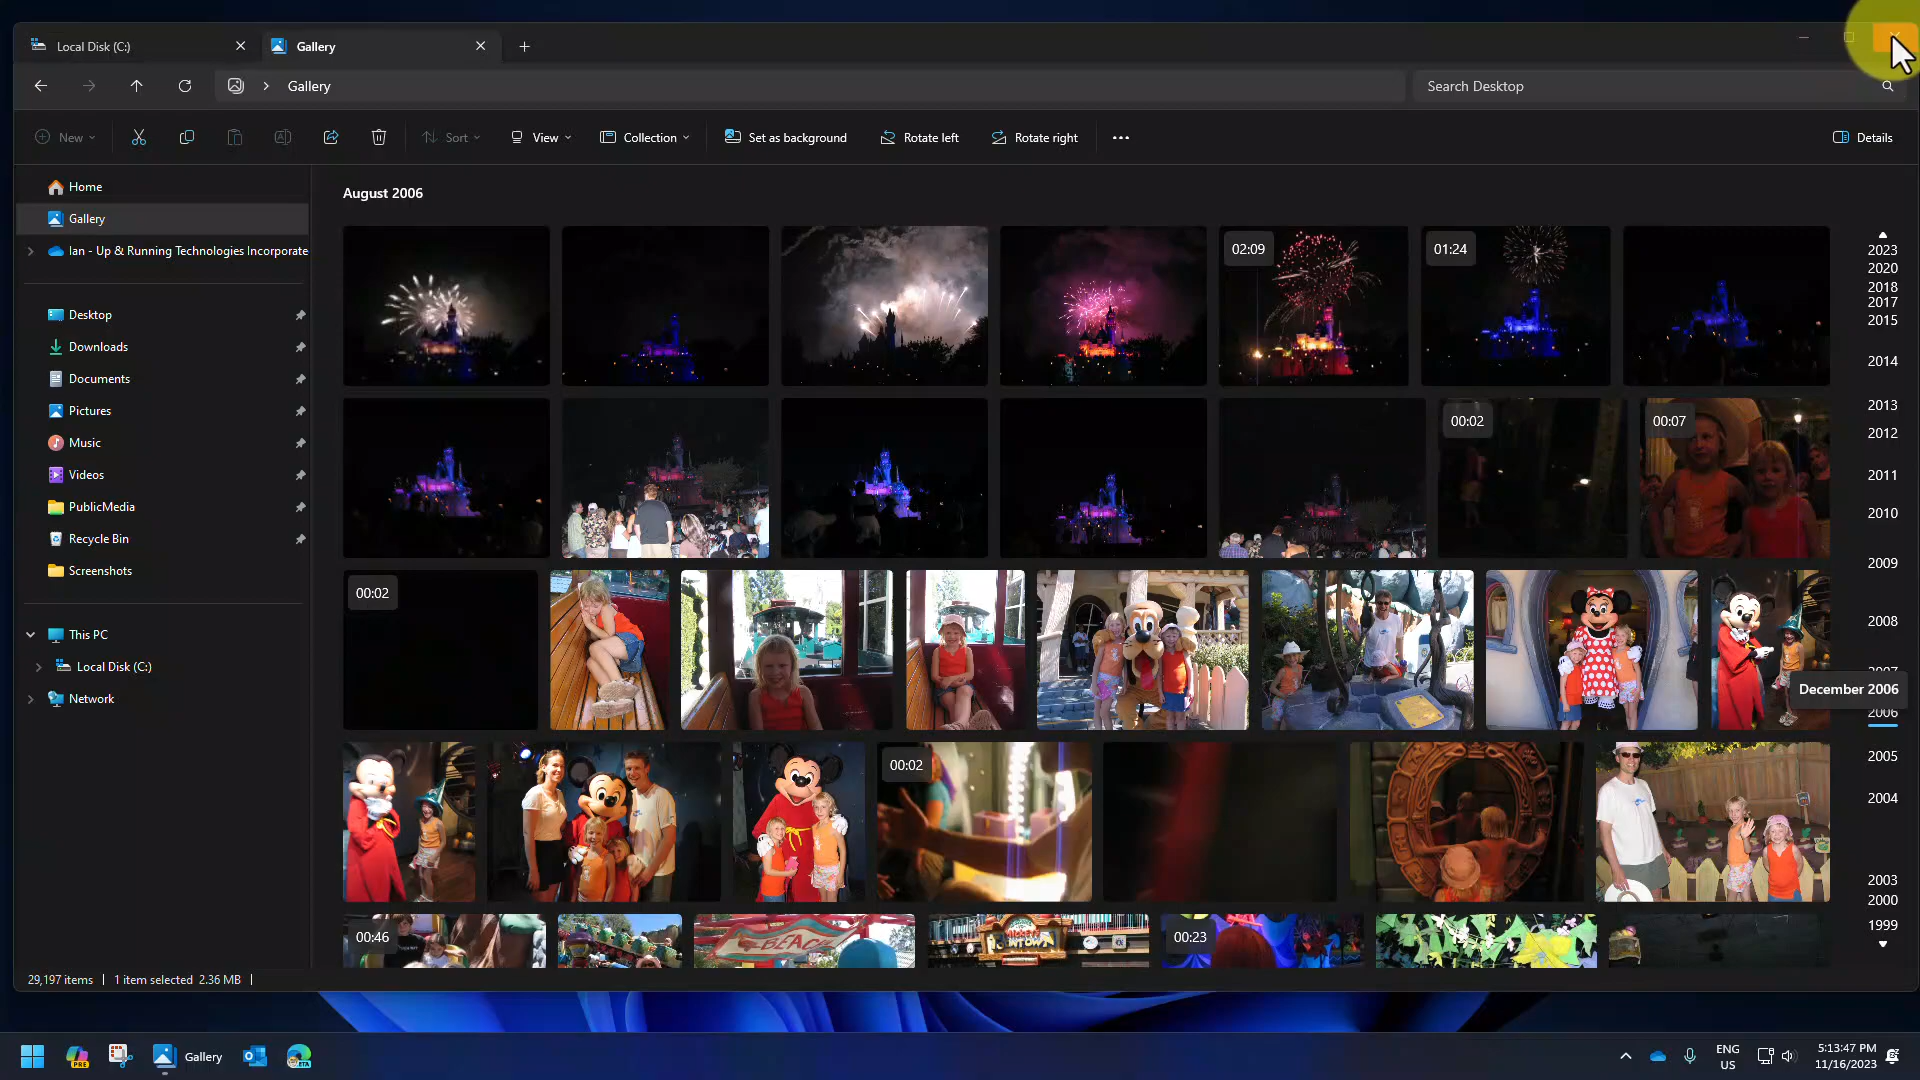 Local Disk (C:)
Gallery
Gallery
Search Desktop
New
Sort
View
Collection
Set as background
Rotate left
Rotate right
Details
Home
Gallery
Ian - Up & Running Technologies Incorporate
Desktop
Downloads
Documents
Pictures
Music
Videos
PublicMedia
Recycle Bin
Screenshots
This PC
Local Disk (C:)
Network
August 2006
02:09
01:24
00:02
00:07
00:02
00:02
00:46
BEACH
00:23
2023
2020
2018
2017
2015
2014
2013
2012
2011
2010
2009
2008
2007
December 2006
2006
2005
2004
2003
2000
1999
29,197 items
1 item selected 2.36 MB
PRE
Gallery
BETA
ENG
US
5:13:47 PM
11/16/2023